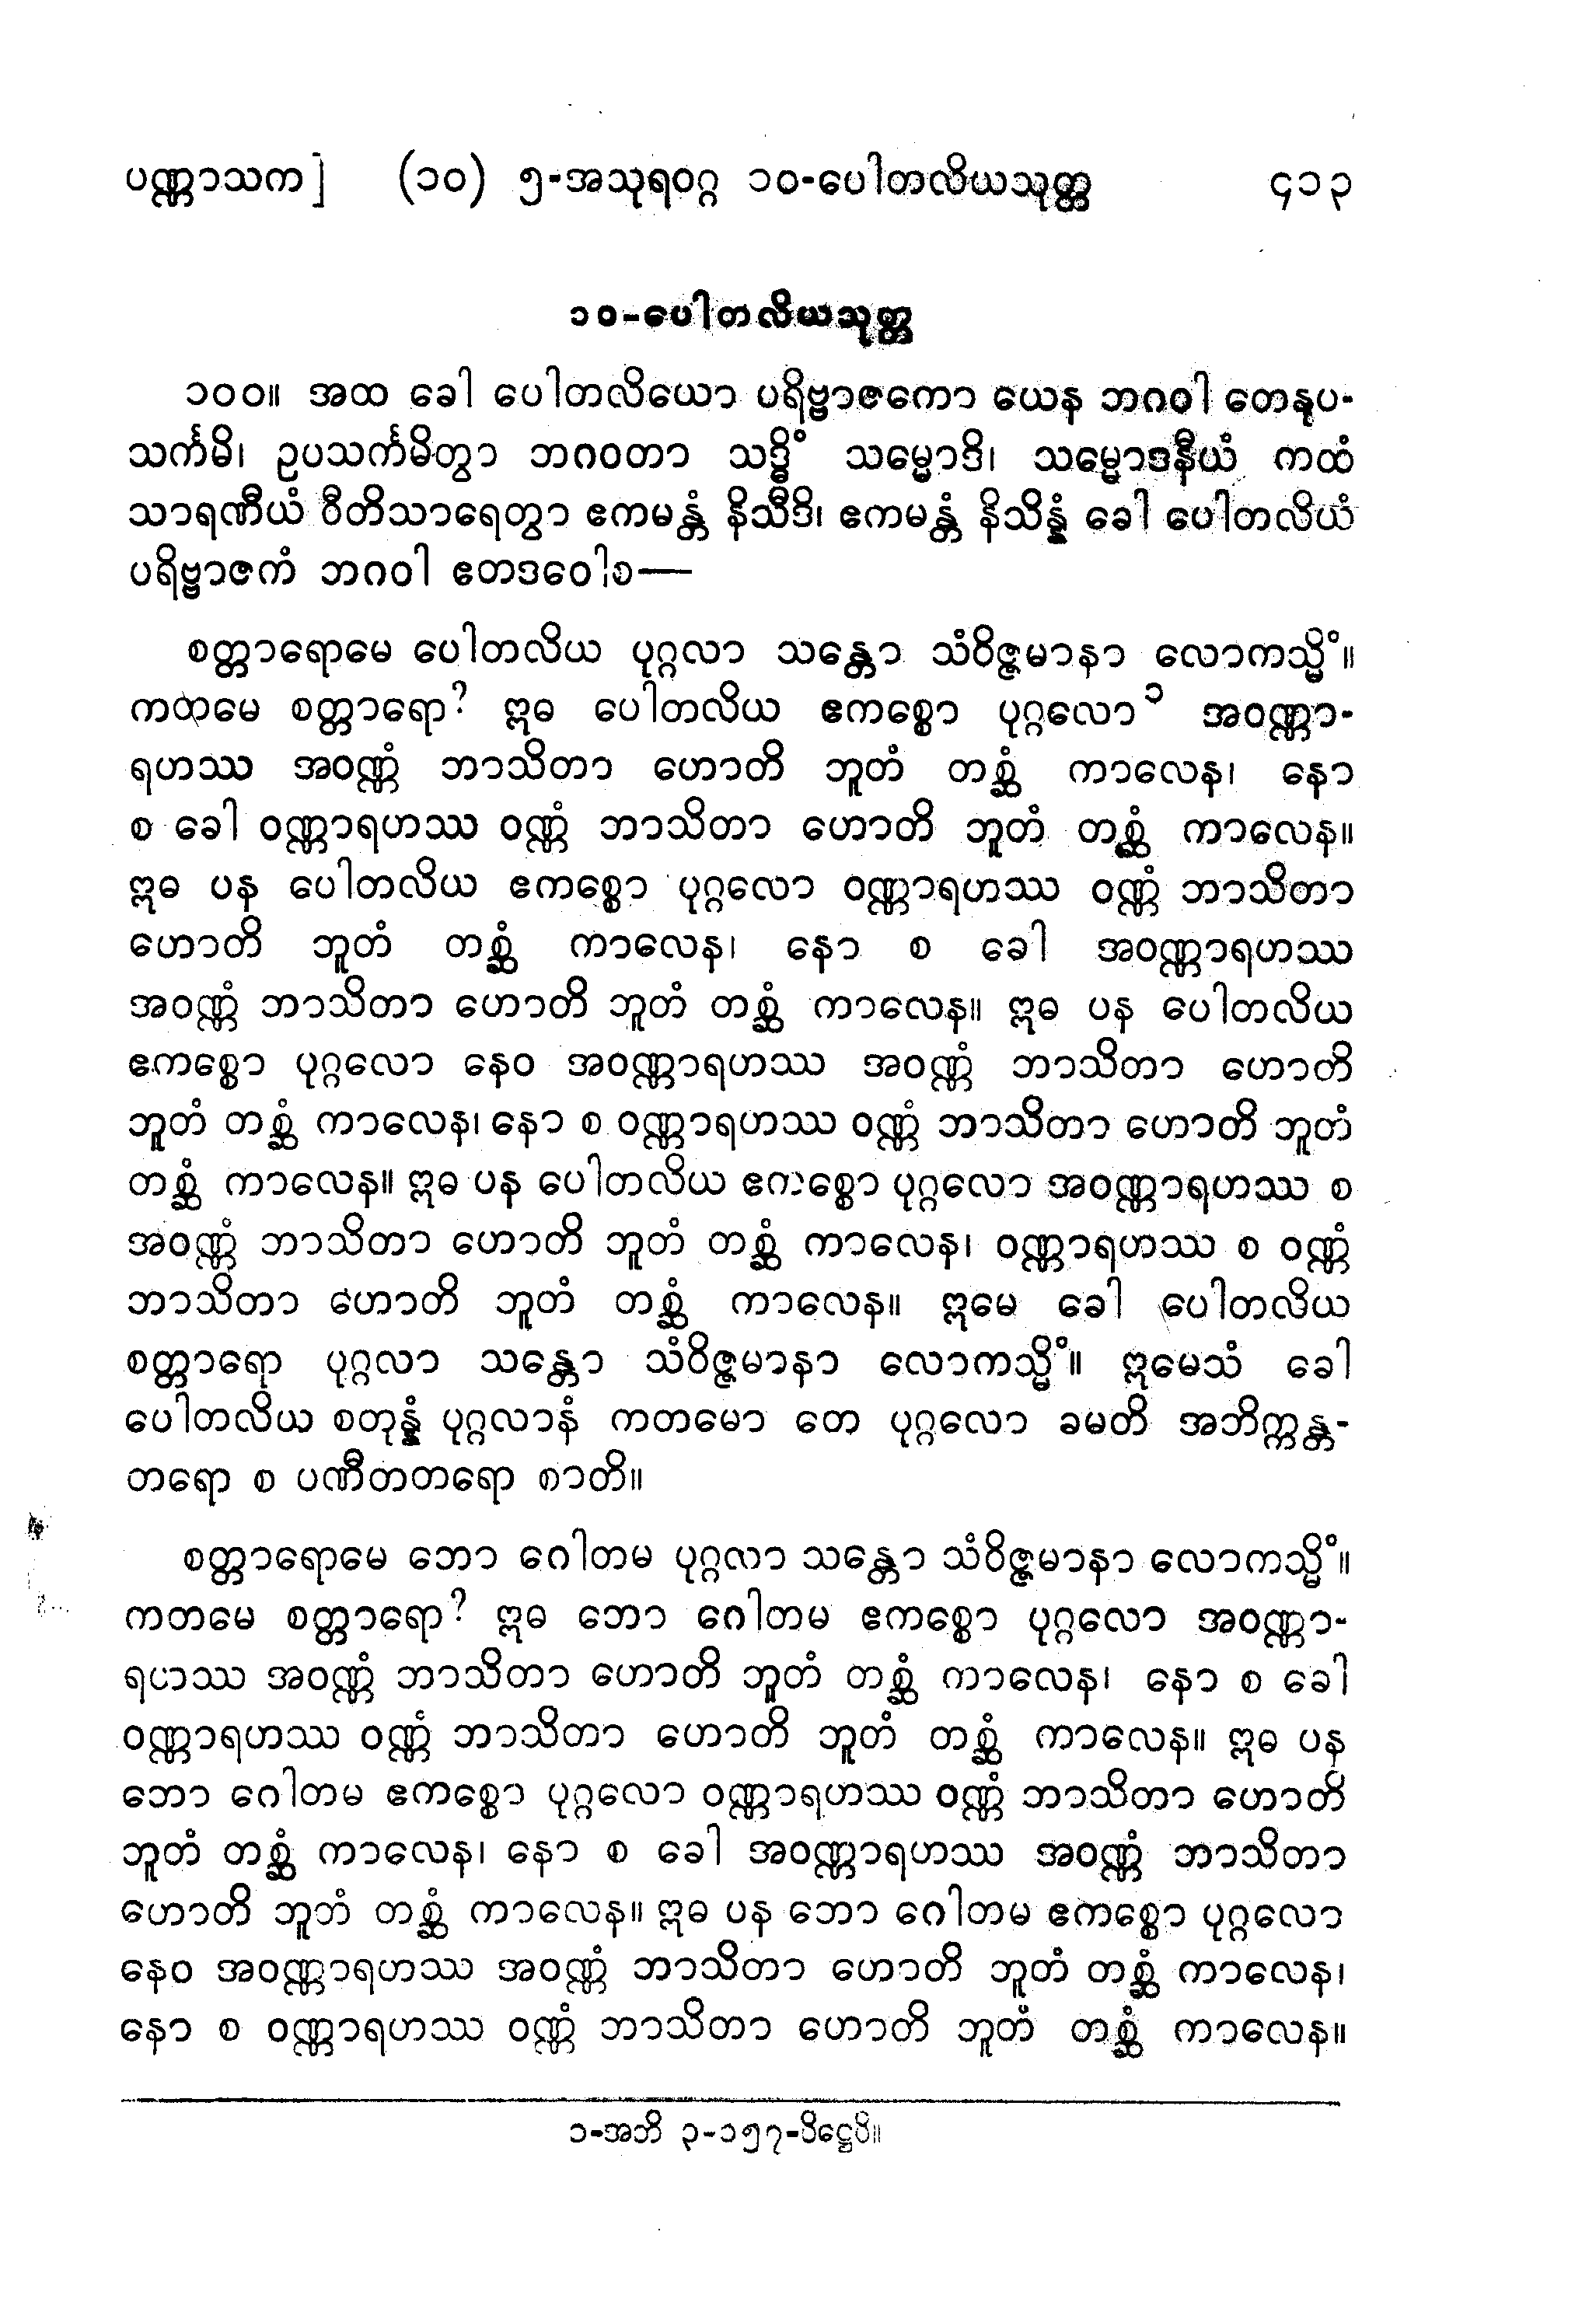 ပဏ္ဏာသက] (၁၀) ၅-အသုရဝဂ္ဂ ၁၀-ပေါတလိယသုတ္တ ၄၁၃
၁၀-ပေါတလိယသုတ္တ
၁၀၀။ အထ ခေါ ပေါတလိယော ပရိဗ္ဗာဇကော ယေန ဘဂဝါ တေနုပ-
သင်္ကမိ၊ ဥပသင်္ကမိတွာ ဘဂဝတာ သဒ္ဓိံ သမ္မောဒိ၊ သမ္မောဒနီယံ ကထံ
သာရဏီယံ ဝီတိသာရေတွာ ဧကမန္တံ နိသီဒိ၊ ဧကမန္တံ နိသိန္နံ ခေါ ပေါတလိယံ
ပရိဗ္ဗာဇကံ ဘဂဝါ ဧတဒဝေါစ—
စတ္တာရောမေ ပေါတလိယ ပုဂ္ဂလာ သန္တော သံဝိဇ္ဇမာနာ လောကသ္မိံ။
ကတမေ စတ္တာရော? ဣဓ ပေါတလိယ ဧကစ္စော ပုဂ္ဂလော၁ အဝဏ္ဏာ-
ရဟဿ အဝဏ္ဏံ ဘာသိတာ ဟောတိ ဘူတံ တစ္ဆံ ကာလေန၊ နော
စ ခေါ ဝဏ္ဏာရဟဿ ဝဏ္ဏံ ဘာသိတာ ဟောတိ ဘူတံ တစ္ဆံ ကာလေန။
ဣဓ ပန ပေါတလိယ ဧကစ္စော ပုဂ္ဂလော ဝဏ္ဏာရဟဿ ဝဏ္ဏံ ဘာသိတာ
ဟောတိ ဘူတံ တစ္ဆံ ကာလေန၊ နော စ ခေါ အဝဏ္ဏာရဟဿ
အဝဏ္ဏံ ဘာသိတာ ဟောတိ ဘူတံ တစ္ဆံ ကာလေန။ ဣဓ ပန ပေါတလိယ
ဧကစ္စော ပုဂ္ဂလော နေဝ အဝဏ္ဏာရဟဿ အဝဏ္ဏံ ဘာသိတာ ဟောတိ
ဘူတံ တစ္ဆံ ကာလေန၊ နော စ ဝဏ္ဏာရဟဿ ဝဏ္ဏံ ဘာသိတာ ဟောတိ ဘူတံ
တစ္ဆံ ကာလေန။ ဣဓ ပန ပေါတလိယ ဧကစ္စော ပုဂ္ဂလော အဝဏ္ဏာရဟဿ စ
အဝဏ္ဏံ ဘာသိတာ ဟောတိ ဘူတံ တစ္ဆံ ကာလေန၊ ဝဏ္ဏာရဟဿ စ ဝဏ္ဏံ
ဘာသိတာ ဟောတိ ဘူတံ တစ္ဆံ ကာလေန။ ဣမေ ခေါ ပေါတလိယ
စတ္တာရော ပုဂ္ဂလာ သန္တော သံဝိဇ္ဇမာနာ လောကသ္မိံ။ ဣမေသံ ခေါ
ပေါတလိယ စတုန္နံ ပုဂ္ဂလာနံ ကတမော တေ ပုဂ္ဂလော ခမတိ အဘိက္ကန္တ-
တရော စ ပဏီတတရော စာတိ။
စတ္တာရောမေ ဘော ဂေါတမ ပုဂ္ဂလာ သန္တော သံဝိဇ္ဇမာနာ လောကသ္မိံ။
ကတမေ စတ္တာရော? ဣဓ ဘော ဂေါတမ ဧကစ္စော ပုဂ္ဂလော အဝဏ္ဏာ-
ရဟဿ အဝဏ္ဏံ ဘာသိတာ ဟောတိ ဘူတံ တစ္ဆံ ကာလေန၊ နော စ ခေါ
ဝဏ္ဏာရဟဿ ဝဏ္ဏံ ဘာသိတာ ဟောတိ ဘူတံ တစ္ဆံ ကာလေန။ ဣဓ ပန
ဘော ဂေါတမ ဧကစ္စော ပုဂ္ဂလော ဝဏ္ဏာရဟဿ ဝဏ္ဏံ ဘာသိတာ ဟောတိ
ဘူတံ တစ္ဆံ ကာလေန၊ နော စ ခေါ အဝဏ္ဏာရဟဿ အဝဏ္ဏံ ဘာသိတာ
ဟောတိ ဘူတံ တစ္ဆံ ကာလေန။ ဣဓ ပန ဘော ဂေါတမ ဧကစ္စော ပုဂ္ဂလော
နေဝ အဝဏ္ဏာရဟဿ အဝဏ္ဏံ ဘာသိတာ ဟောတိ ဘူတံ တစ္ဆံ ကာလေန၊
နော စ ဝဏ္ဏာရဟဿ ဝဏ္ဏံ ဘာသိတာ ဟောတိ ဘူတံ တစ္ဆံ ကာလေန။
၁-အဘိ ၃-၁၅၇-ပိဋ္ဌေပိ။